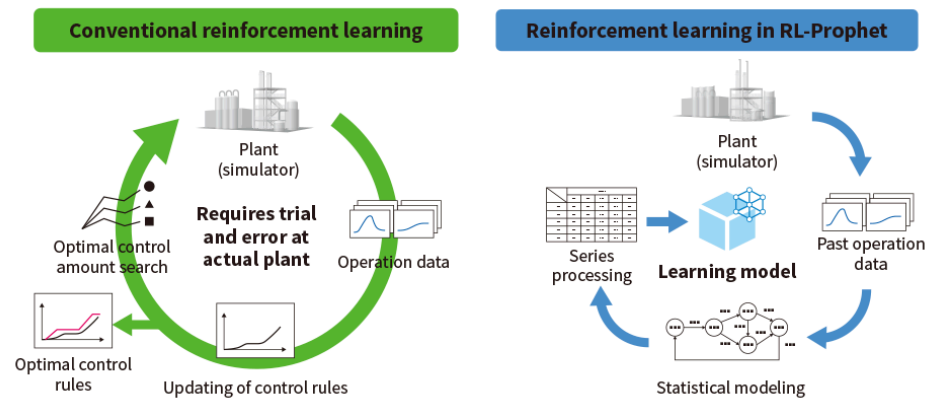 Conventional reinforcement learning
Plant
(simulator)
Requires trial
and error at
actual plant
Optimal control
amount search
Operation data
Optimal control
rules
Updating of control rules
Reinforcement learning in RL-Prophet
Plant
(simulator)
Series
processing
Learning model
Past operation
data
Statistical modeling